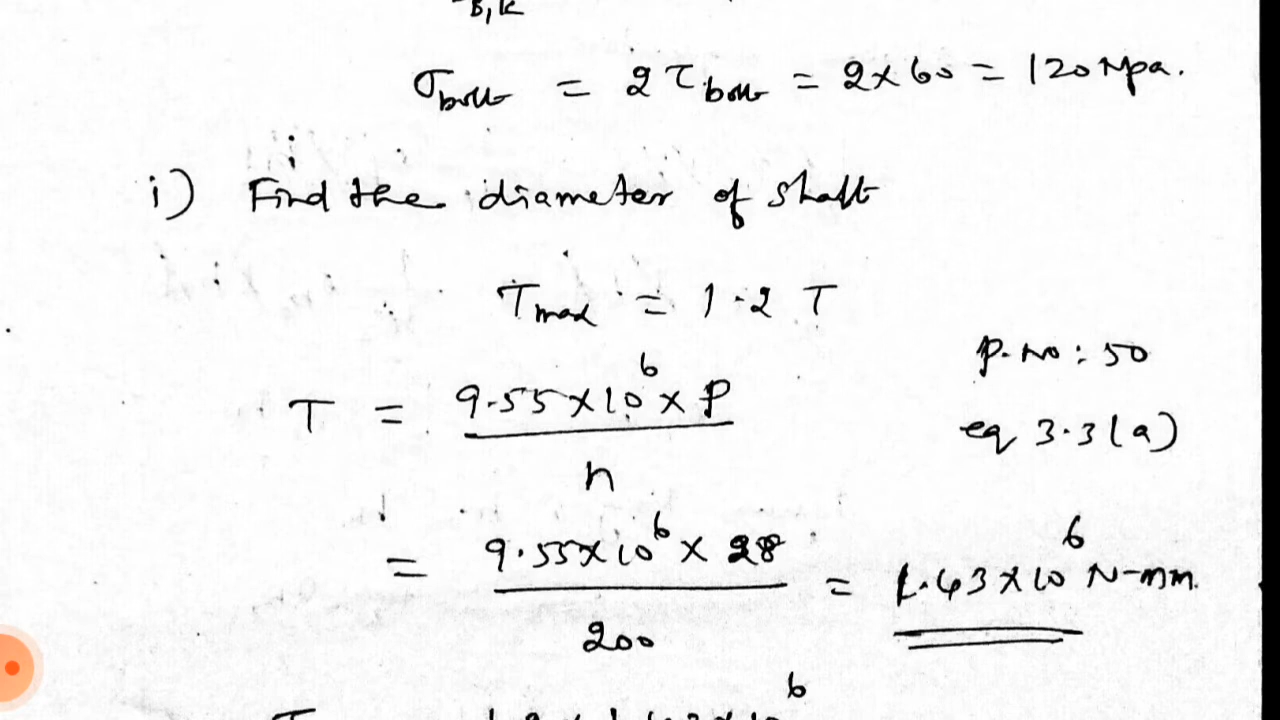 B,k
σbolt = 2 τbolt = 2×60 = 120 Mpa.
i) Find the diameter of shaft
Tmax = 1.2 T
P.No: 50
T = 9.55×10⁶×P / n
eq 3.3(a)
= 9.55×10⁶ × 28 / 200 = 1.43×10⁶ N-mm.